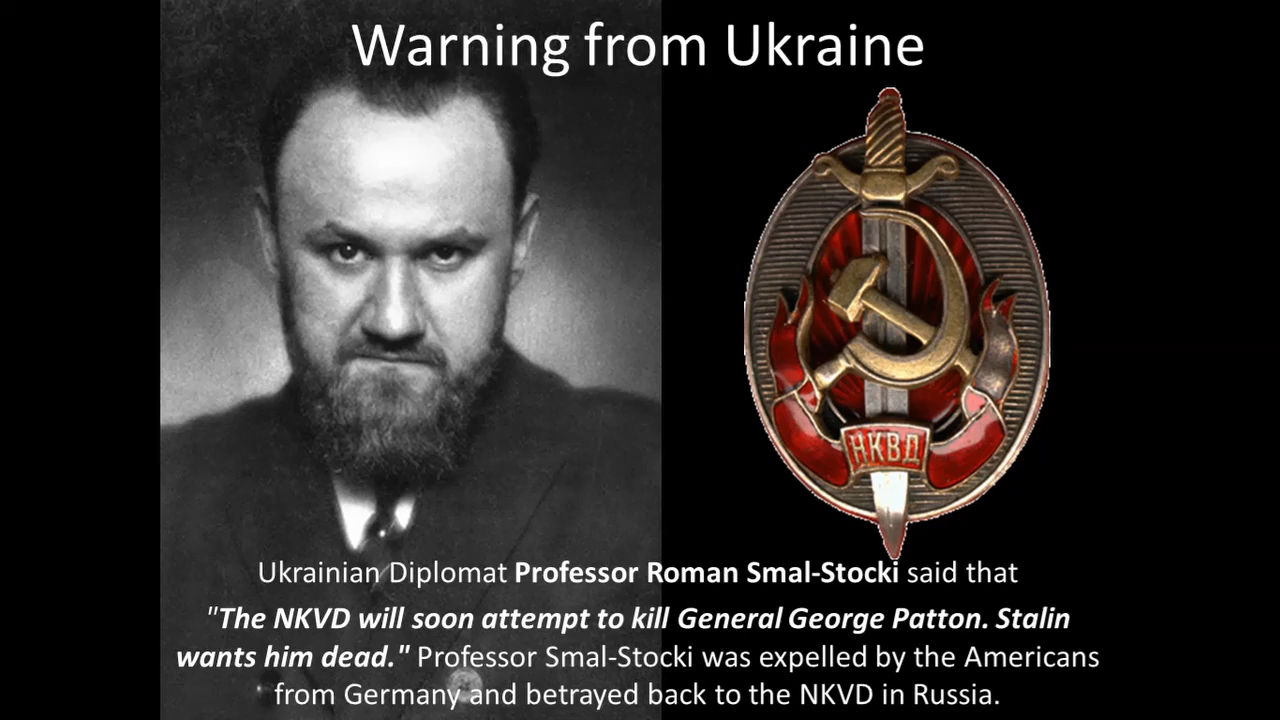 Warning from Ukraine
НКВД
Ukrainian Diplomat Professor Roman Smal-Stocki said that
"The NKVD will soon attempt to kill General George Patton. Stalin
wants him dead." Professor Smal-Stocki was expelled by the Americans
from Germany and betrayed back to the NKVD in Russia.